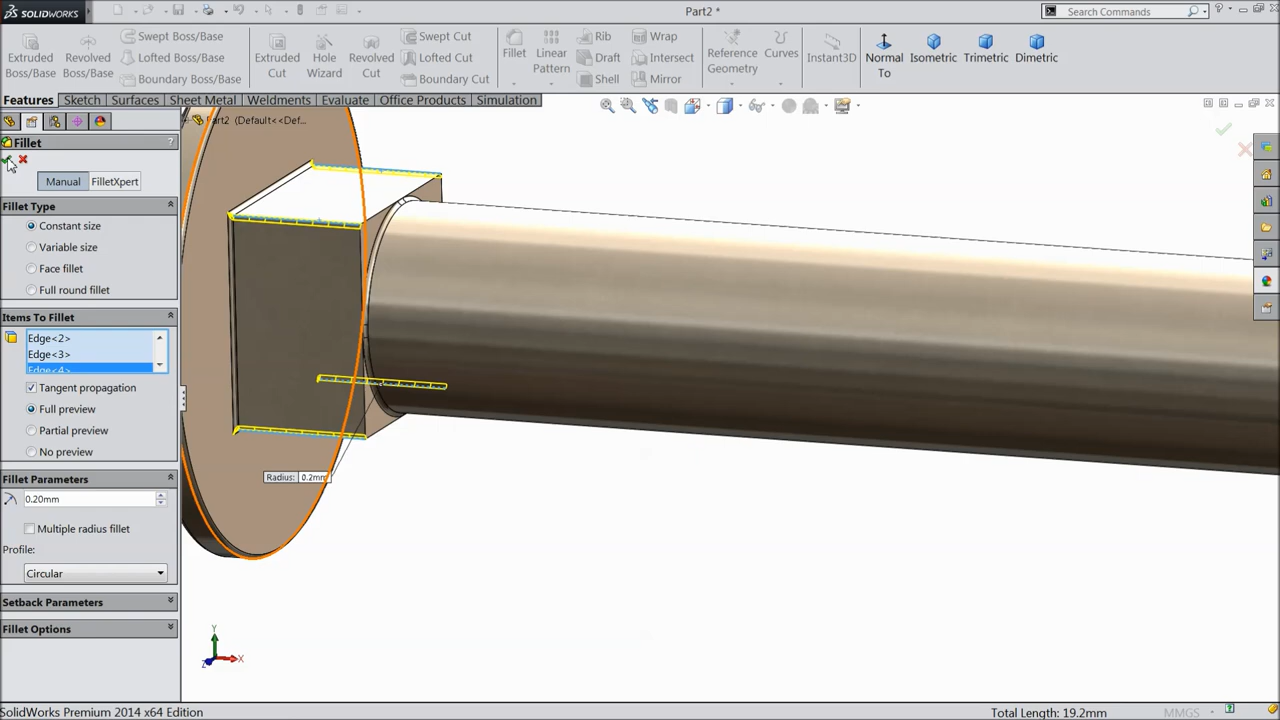 SOLIDWORKS
Part2 *
Search Commands
Extruded Boss/Base
Revolved Boss/Base
Swept Boss/Base
Lofted Boss/Base
Boundary Boss/Base
Extruded Cut
Hole Wizard
Revolved Cut
Swept Cut
Lofted Cut
Boundary Cut
Fillet
Linear Pattern
Rib
Draft
Shell
Wrap
Intersect
Mirror
Reference Geometry
Curves
Instant3D
Normal To
Isometric
Trimetric
Dimetric
Features
Sketch
Surfaces
Sheet Metal
Weldments
Evaluate
Office Products
Simulation
Part2 (Default<<Def...
Fillet
?
Manual
FilletXpert
Fillet Type
Constant size
Variable size
Face fillet
Full round fillet
Items To Fillet
Edge<2>
Edge<3>
Edge<4>
Tangent propagation
Full preview
Partial preview
No preview
Fillet Parameters
0.20mm
Multiple radius fillet
Profile:
Circular
Setback Parameters
Fillet Options
Radius: 0.2mm
Y
X
Z
SolidWorks Premium 2014 x64 Edition
Total Length: 19.2mm
MMGS